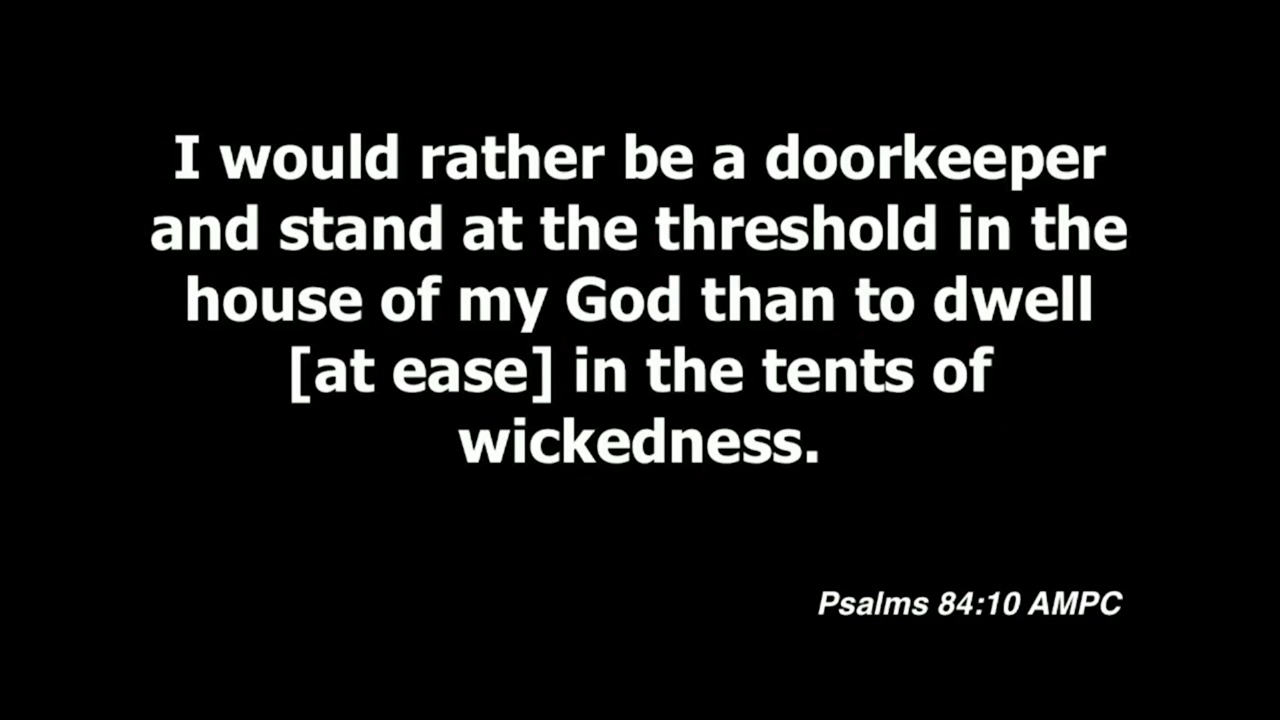 I would rather be a doorkeeper
and stand at the threshold in the
house of my God than to dwell
[at ease] in the tents of
wickedness.
Psalms 84:10 AMPC